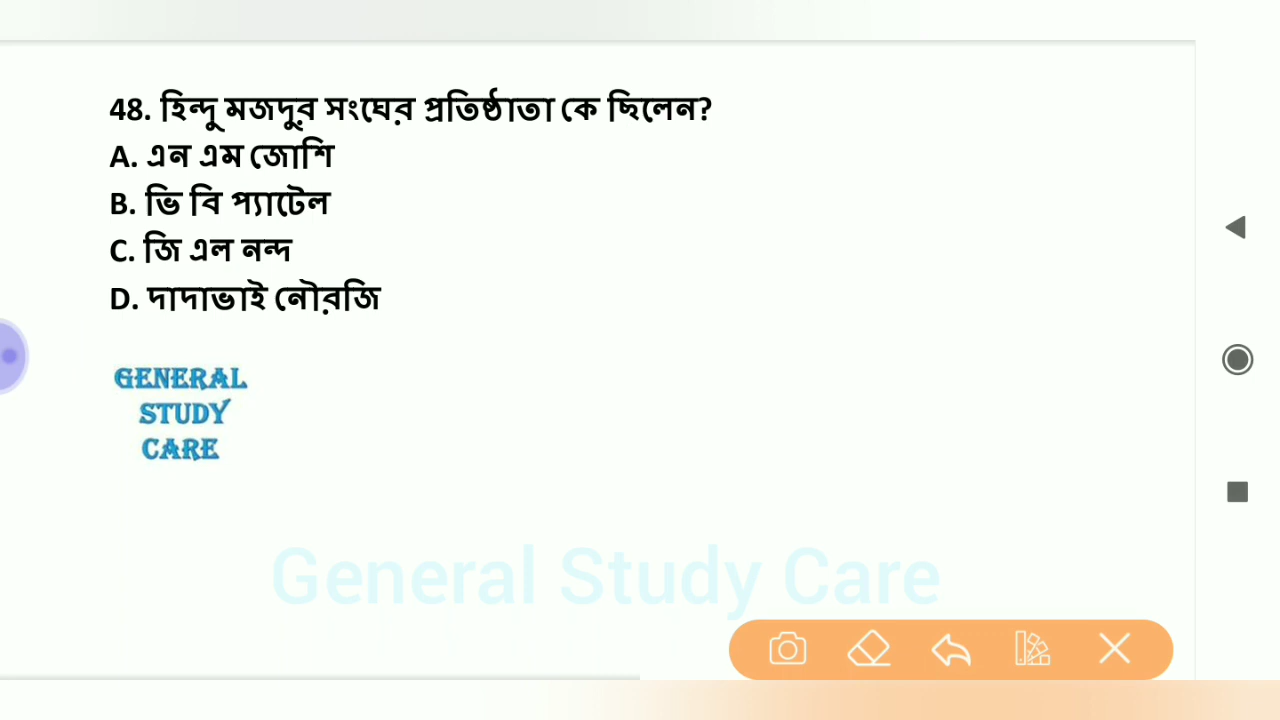 48. হিন্দু মজদুর সংঘের প্রতিষ্ঠাতা কে ছিলেন?
A. এন এম জোশি
B. ভি বি প্যাটেল
C. জি এল নন্দ
D. দাদাভাই নৌরজি
GENERAL
STUDY
CARE
General Study Care